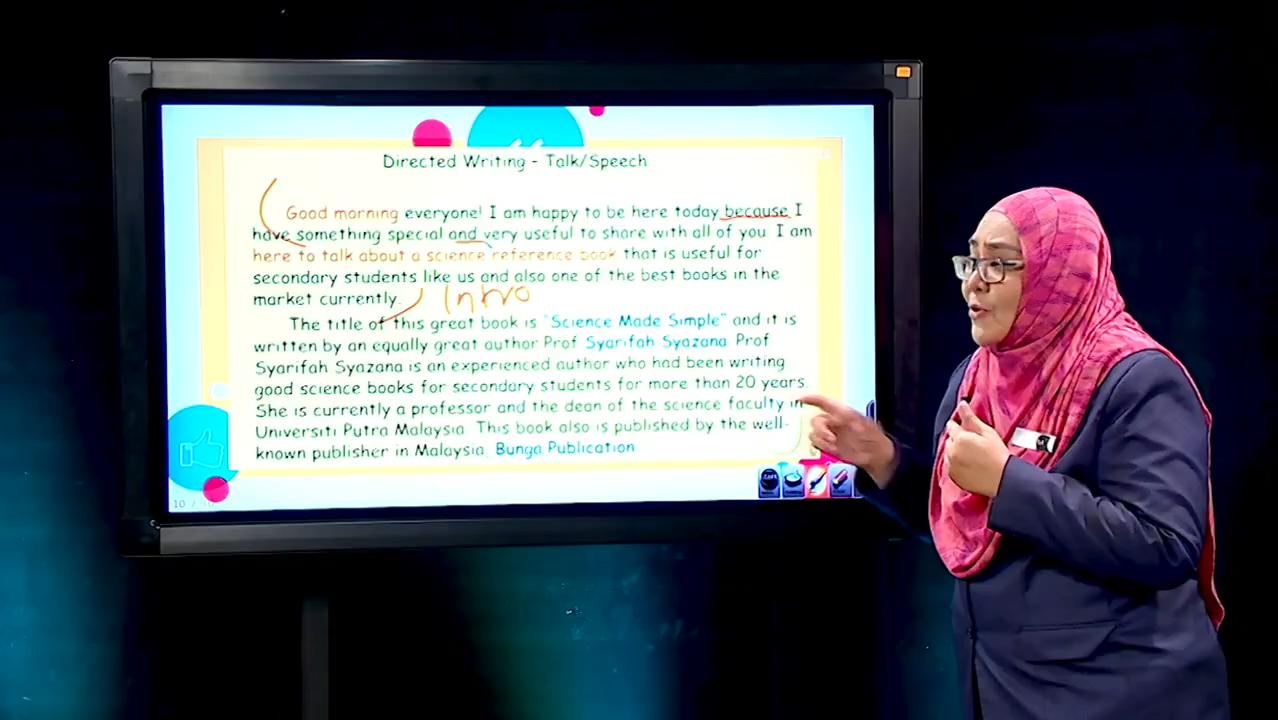 Directed Writing - Talk/Speech
Good morning everyone! I am happy to be here today because I
have something special and very useful to share with all of you. I am
here to talk about a science reference book that is useful for
secondary students like us and also one of the best books in the
market currently.
Intro
The title of this great book is "Science Made Simple" and it is
written by an equally great author Prof Syarifah Syazana. Prof
Syarifah Syazana is an experienced author who had been writing
good science books for secondary students for more than 20 years.
She is currently a professor and the dean of the science faculty in
Universiti Putra Malaysia. This book also is published by the well-
known publisher in Malaysia, Bunga Publication
10 /